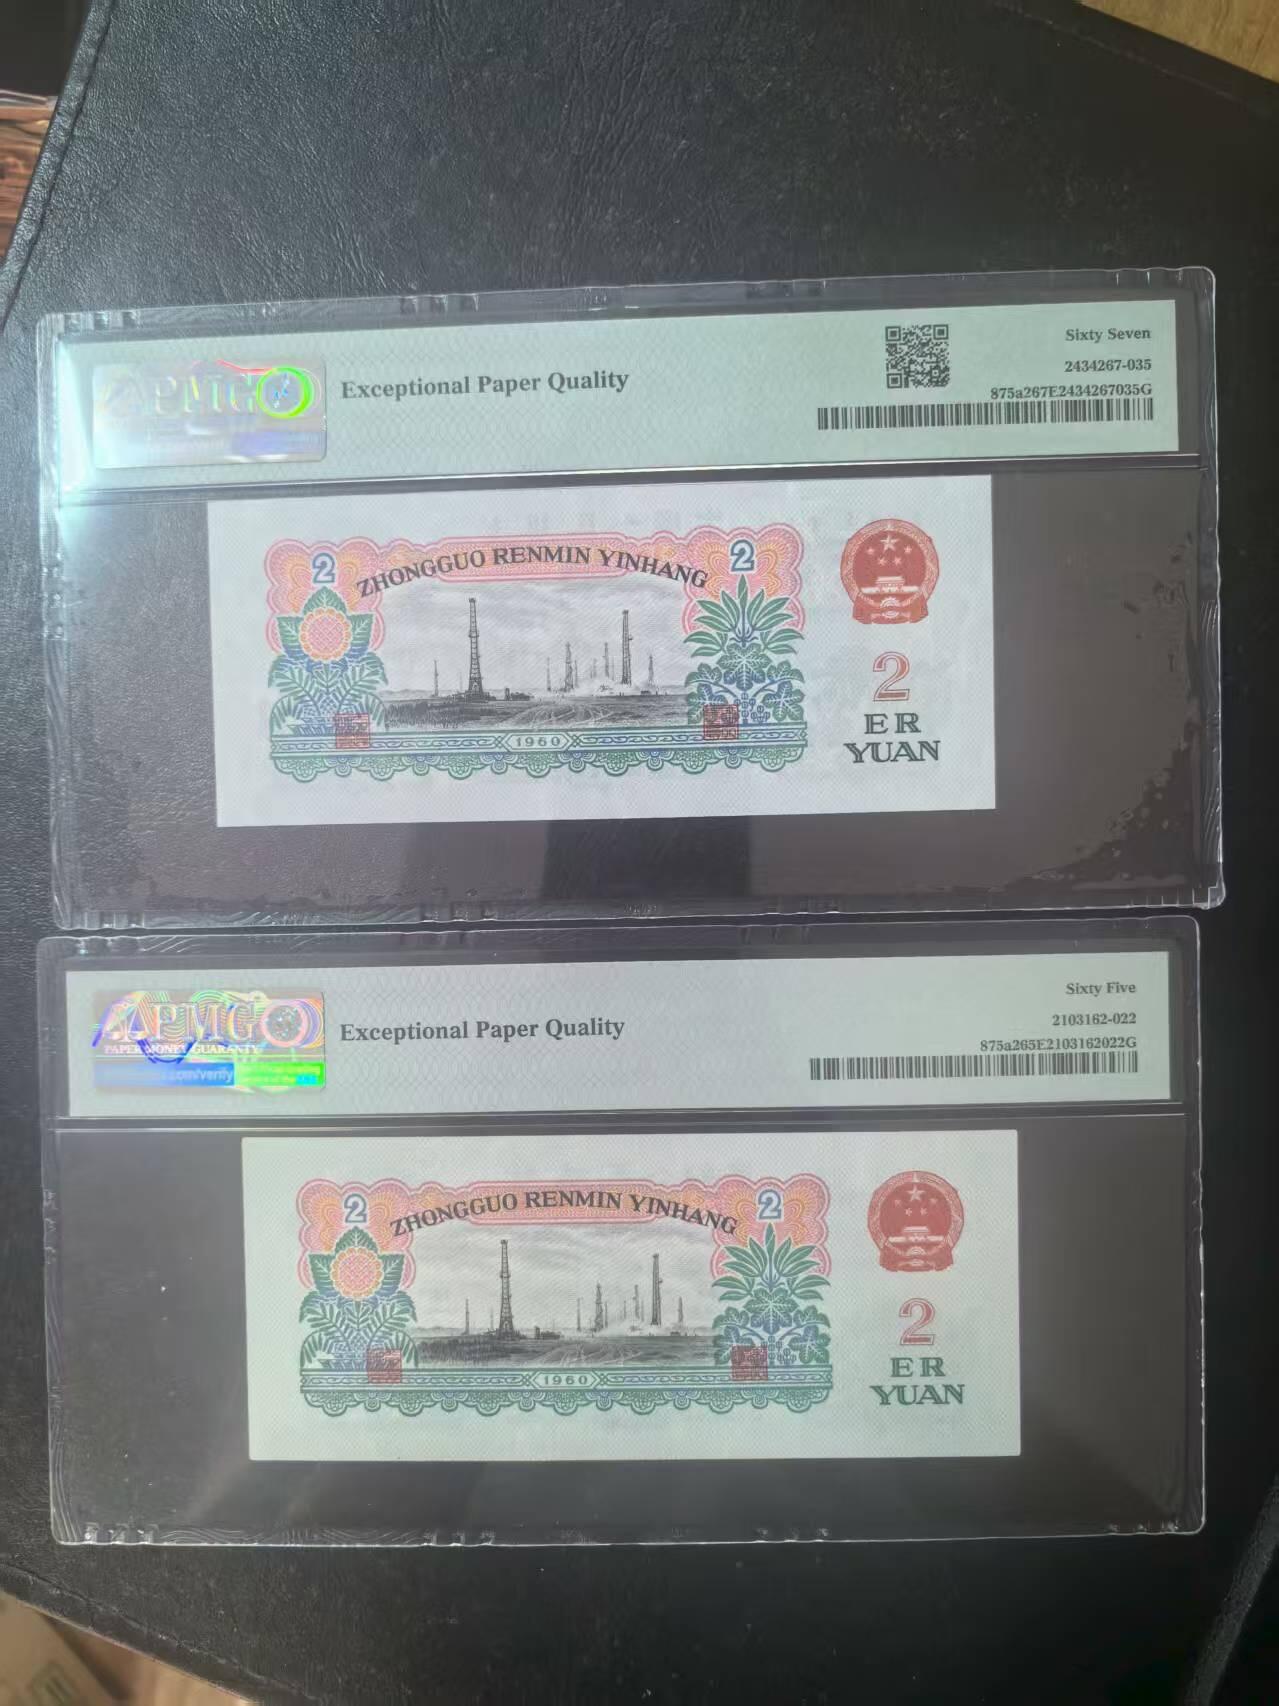 PMG
Exceptional Paper Quality
Sixty Seven
2434267-035
875a267E2434267035G
2
ZHONGGUO RENMIN YINHANG
2
2
ER
YUAN
1960
PMG
PAPER MONEY GUARANTY
.com/verify
Exceptional Paper Quality
Sixty Five
2103162-022
875a265E2103162022G
2
ZHONGGUO RENMIN YINHANG
2
2
ER
YUAN
1960